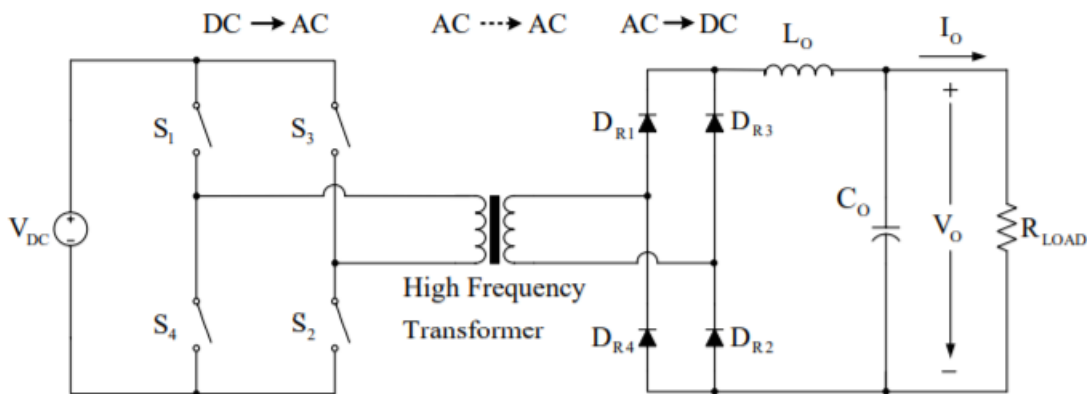 DC → AC
AC ⇢ AC
AC → DC
L_O
I_O
S_1
S_3
D_R1
D_R3
+
V_DC
+
−
C_O
V_O
R_LOAD
High Frequency
Transformer
S_4
S_2
D_R4
D_R2
−